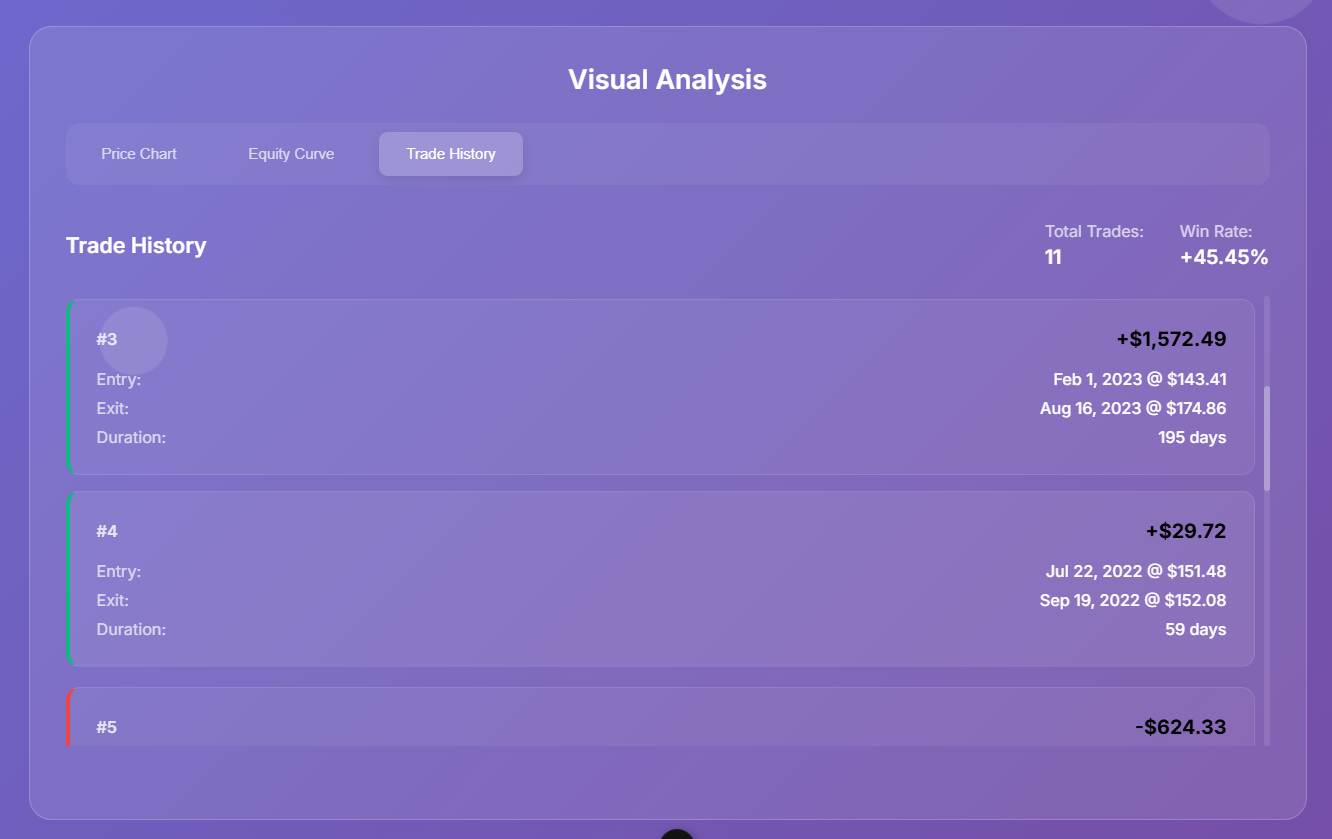 Visual Analysis
Price Chart Equity Curve Trade History
Trade History
Total Trades: Win Rate:
11 +45.45%
#3 +$1,572.49
Entry: Feb 1, 2023 @ $143.41
Exit: Aug 16, 2023 @ $174.86
Duration: 195 days
#4 +$29.72
Entry: Jul 22, 2022 @ $151.48
Exit: Sep 19, 2022 @ $152.08
Duration: 59 days
#5 -$624.33